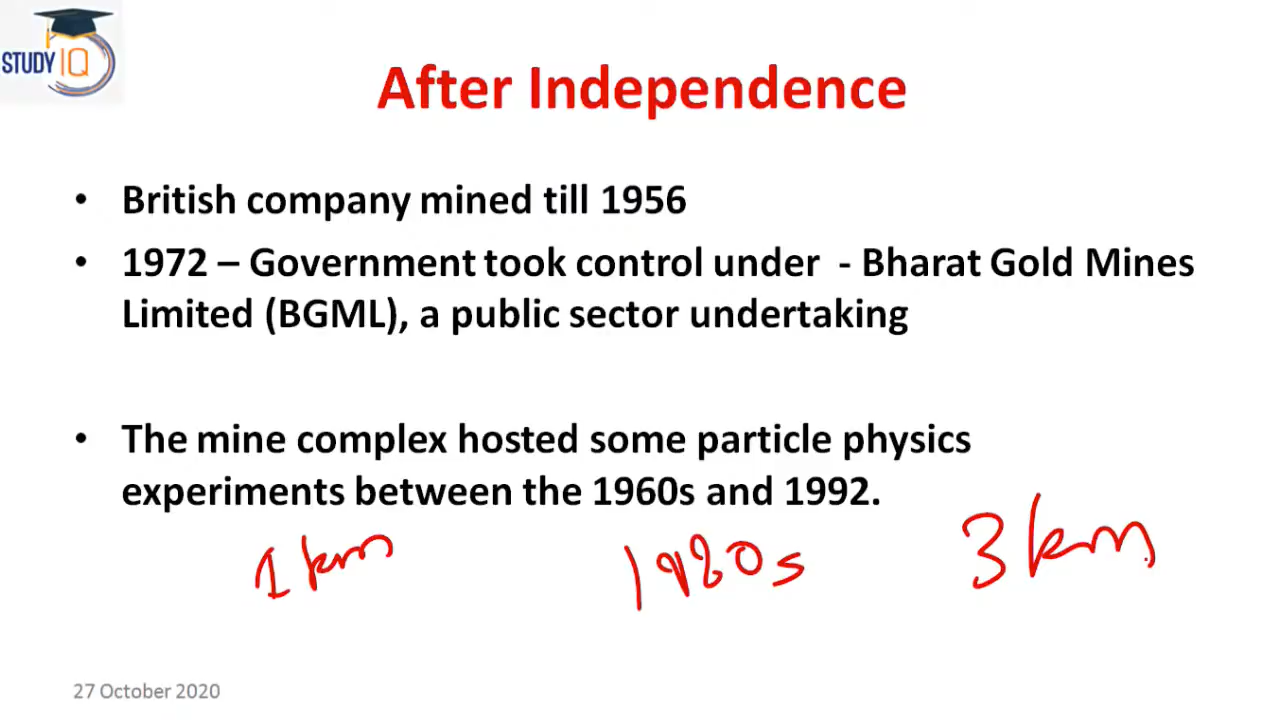 STUDY IQ
After Independence
• British company mined till 1956
• 1972 – Government took control under - Bharat Gold Mines
Limited (BGML), a public sector undertaking
• The mine complex hosted some particle physics
experiments between the 1960s and 1992.
1 km 1980s 3 km
27 October 2020